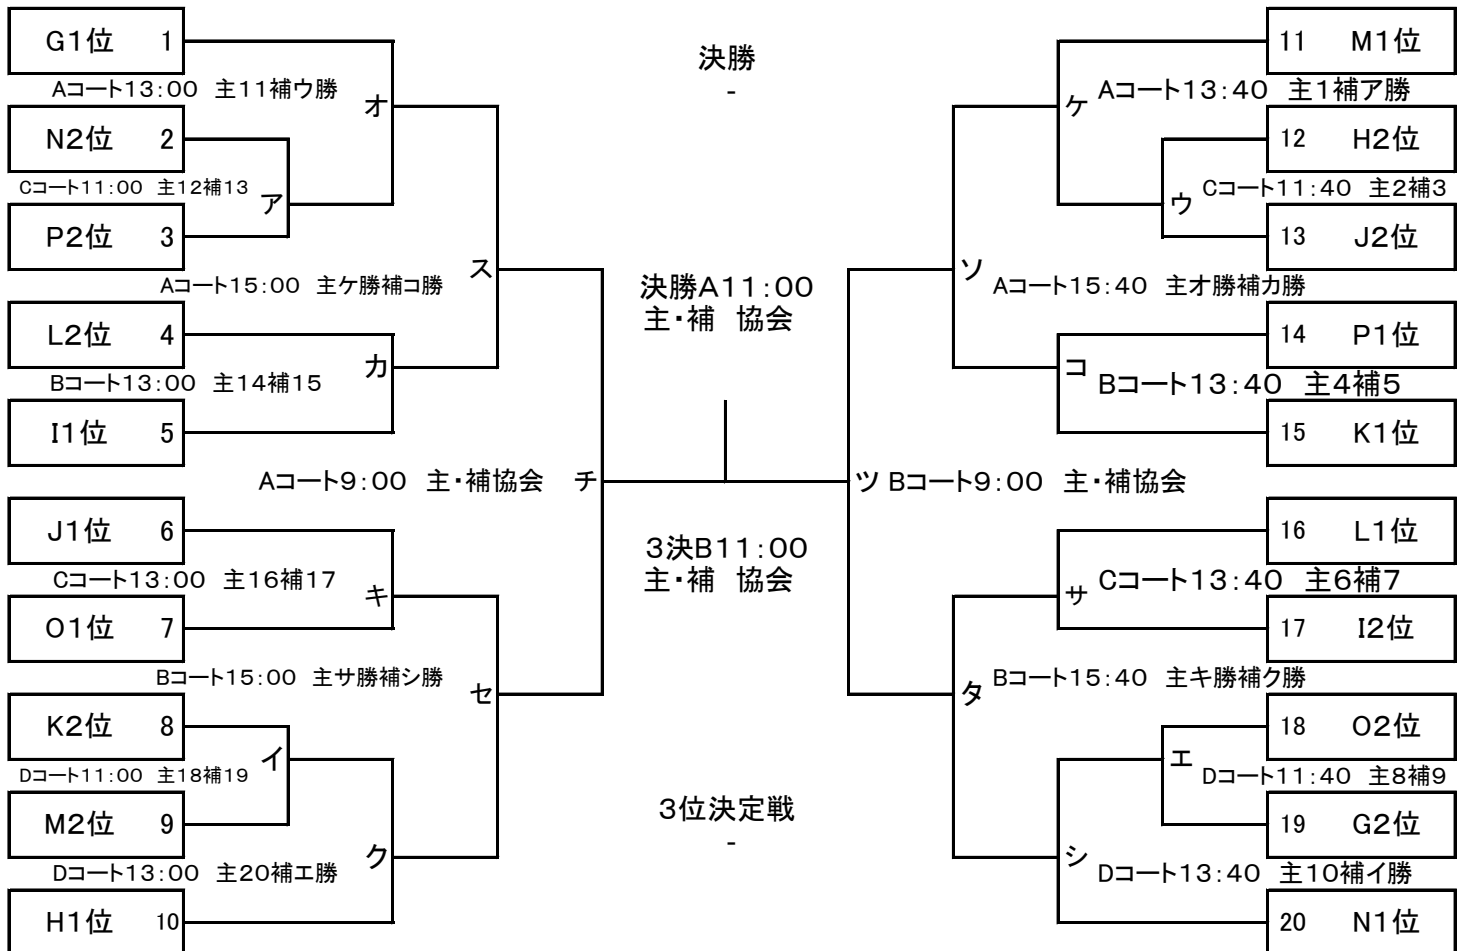 G1位 1
Aコート13:00 主11補ウ勝
オ
N2位 2
Cコート11:00 主12補13
ア
P2位 3
Aコート15:00 主ケ勝補コ勝
ス
L2位 4
Bコート13:00 主14補15
カ
I1位 5
Aコート9:00 主・補協会 チ
J1位 6
Cコート13:00 主16補17
キ
O1位 7
Bコート15:00 主サ勝補シ勝
セ
K2位 8
Dコート11:00 主18補19
イ
M2位 9
Dコート13:00 主20補エ勝
ク
H1位 10
決勝
-
決勝A11:00
主・補 協会
3決B11:00
主・補 協会
3位決定戦
-
11 M1位
ケ Aコート13:40 主1補ア勝
12 H2位
ウ Cコート11:40 主2補3
13 J2位
ソ Aコート15:40 主オ勝補カ勝
14 P1位
コ Bコート13:40 主4補5
15 K1位
ツ Bコート9:00 主・補協会
16 L1位
サ Cコート13:40 主6補7
17 I2位
タ Bコート15:40 主キ勝補ク勝
18 O2位
エ Dコート11:40 主8補9
19 G2位
シ Dコート13:40 主10補イ勝
20 N1位